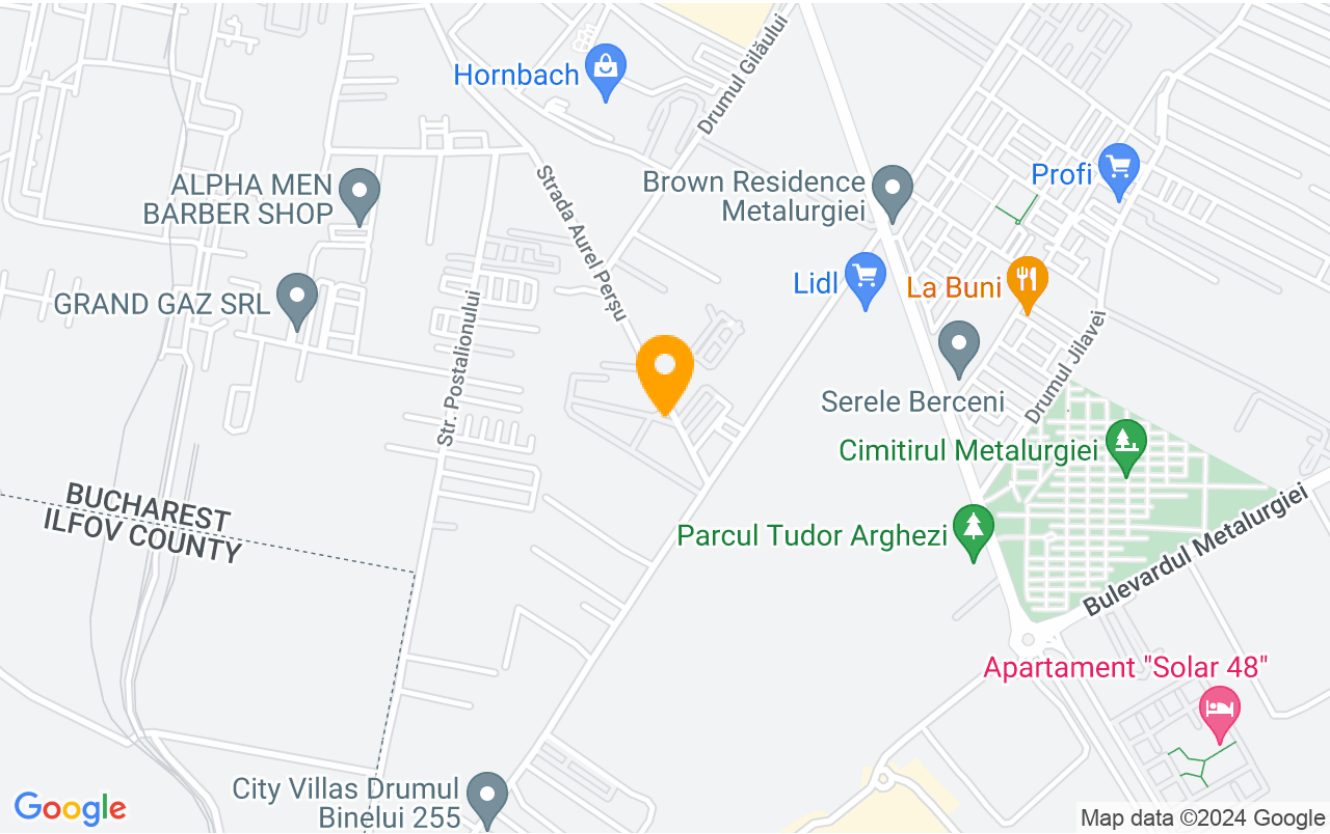 Hornbach
Drumul Gilăului
ALPHA MEN
BARBER SHOP
Strada Aurel Perșu
Brown Residence
Metalurgiei
Profi
GRAND GAZ SRL
Lidl
La Buni
Str. Postalionului
Drumul Jilavei
Serele Berceni
Cimitirul Metalurgiei
BUCHAREST
ILFOV COUNTY
Parcul Tudor Arghezi
Bulevardul Metalurgiei
Apartament "Solar 48"
City Villas Drumul
Binelui 255
Google
Map data ©2024 Google